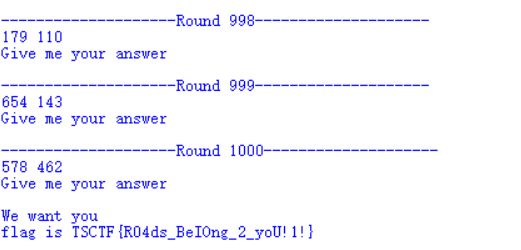 --------------------Round 998--------------------
179 110
Give me your answer
--------------------Round 999--------------------
654 143
Give me your answer
--------------------Round 1000--------------------
578 462
Give me your answer
We want you
flag is TSCTF{R04ds_BeIOng_2_yoU!1!}